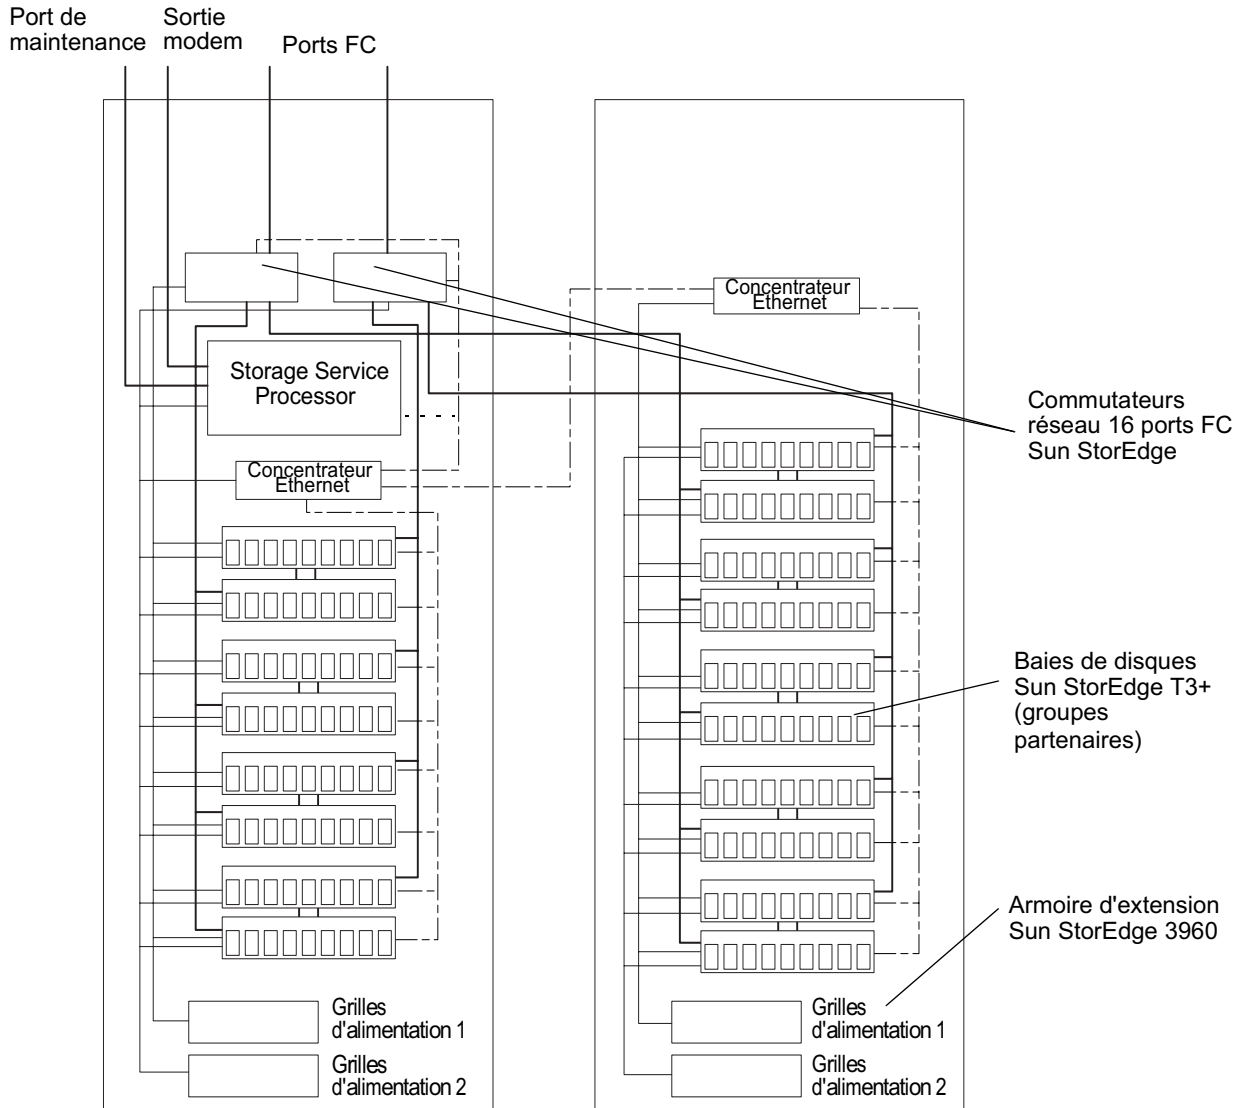 Port de
maintenance
Sortie
modem
Ports FC
Concentrateur
Ethernet
Storage Service
Processor
Commutateurs
réseau 16 ports FC
Sun StorEdge
Concentrateur
Ethernet
Baies de disques
Sun StorEdge T3+
(groupes
partenaires)
Armoire d'extension
Sun StorEdge 3960
Grilles
d'alimentation 1
Grilles
d'alimentation 1
Grilles
d'alimentation 2
Grilles
d'alimentation 2